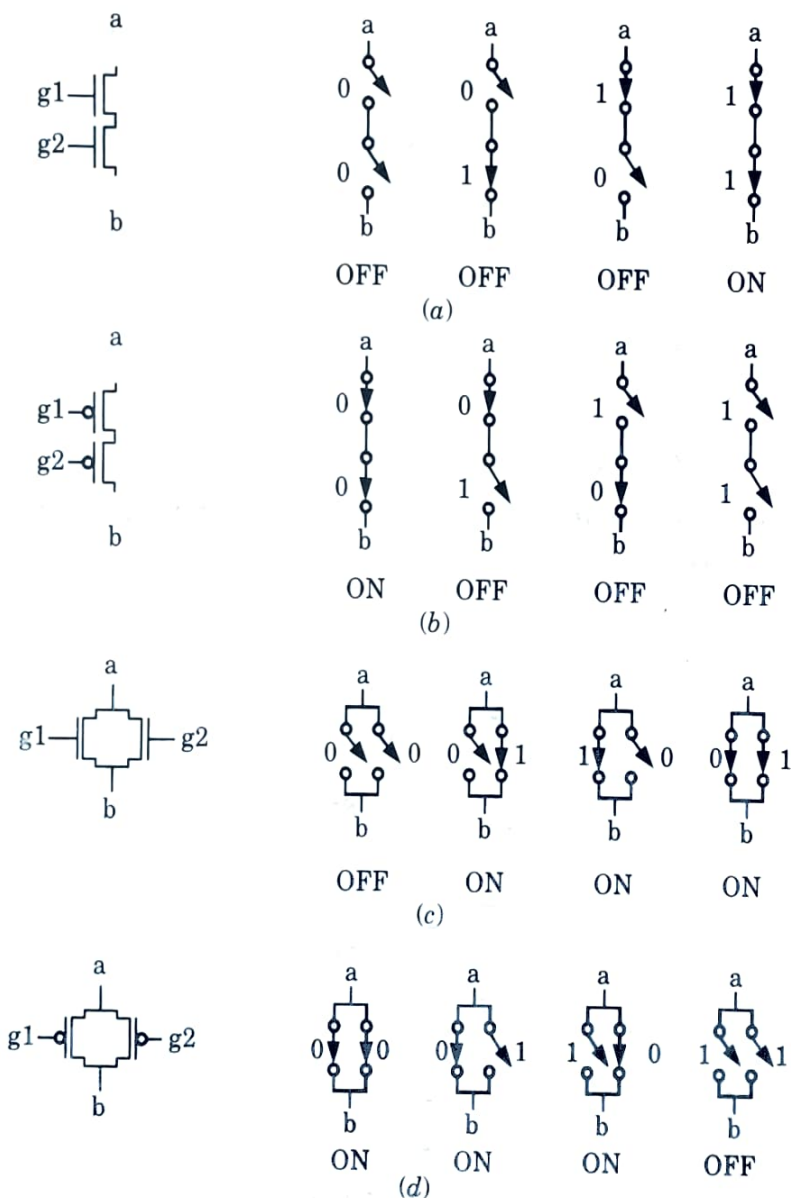 a
a a a a
g1 0 0 1 1
g2 0 1 0 1
b
b b b b
OFF OFF OFF ON
(a)
a
a a a a
g1 0 0 1 1
g2 0 1 0 1
b
b b b b
ON OFF OFF OFF
(b)
a
a a a a
g1 g2 0 0 0 1 1 0 0 1
b
b b b b
OFF ON ON ON
(c)
a
a a a a
g1 g2 0 0 0 1 1 0 1 1
b
b b b b
ON ON ON OFF
(d)